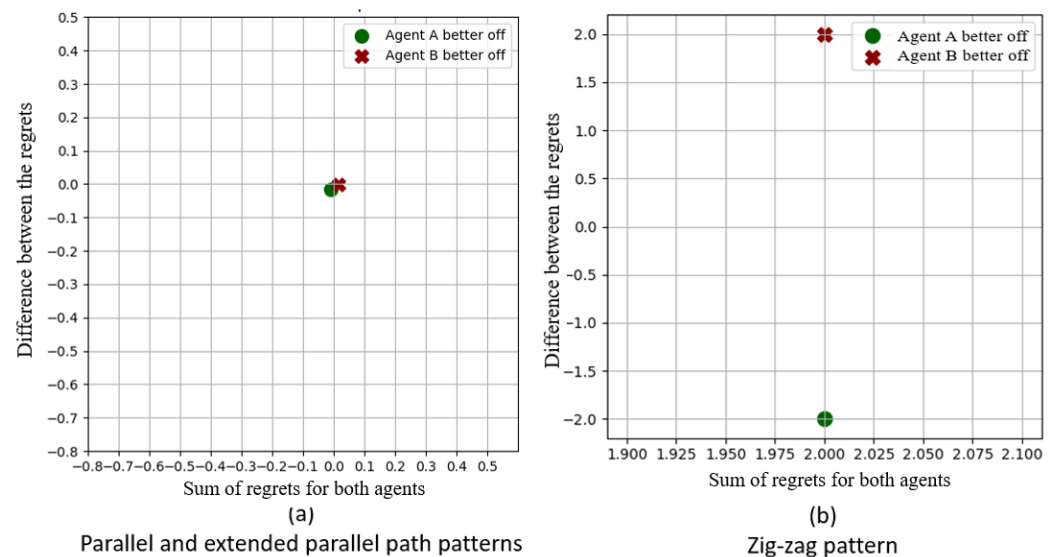 0.5
Agent A better off
Agent B better off
0.4
0.3
0.2
0.1
0.0
−0.1
−0.2
−0.3
−0.4
−0.5
−0.6
−0.7
−0.8
Difference between the regrets
−0.8−0.7−0.6−0.5−0.4−0.3−0.2−0.1 0.0 0.1 0.2 0.3 0.4 0.5
Sum of regrets for both agents
(a)
Parallel and extended parallel path patterns
2.0
Agent A better off
Agent B better off
1.5
1.0
0.5
0.0
−0.5
−1.0
−1.5
−2.0
Difference between the regrets
1.900 1.925 1.950 1.975 2.000 2.025 2.050 2.075 2.100
Sum of regrets for both agents
(b)
Zig-zag pattern